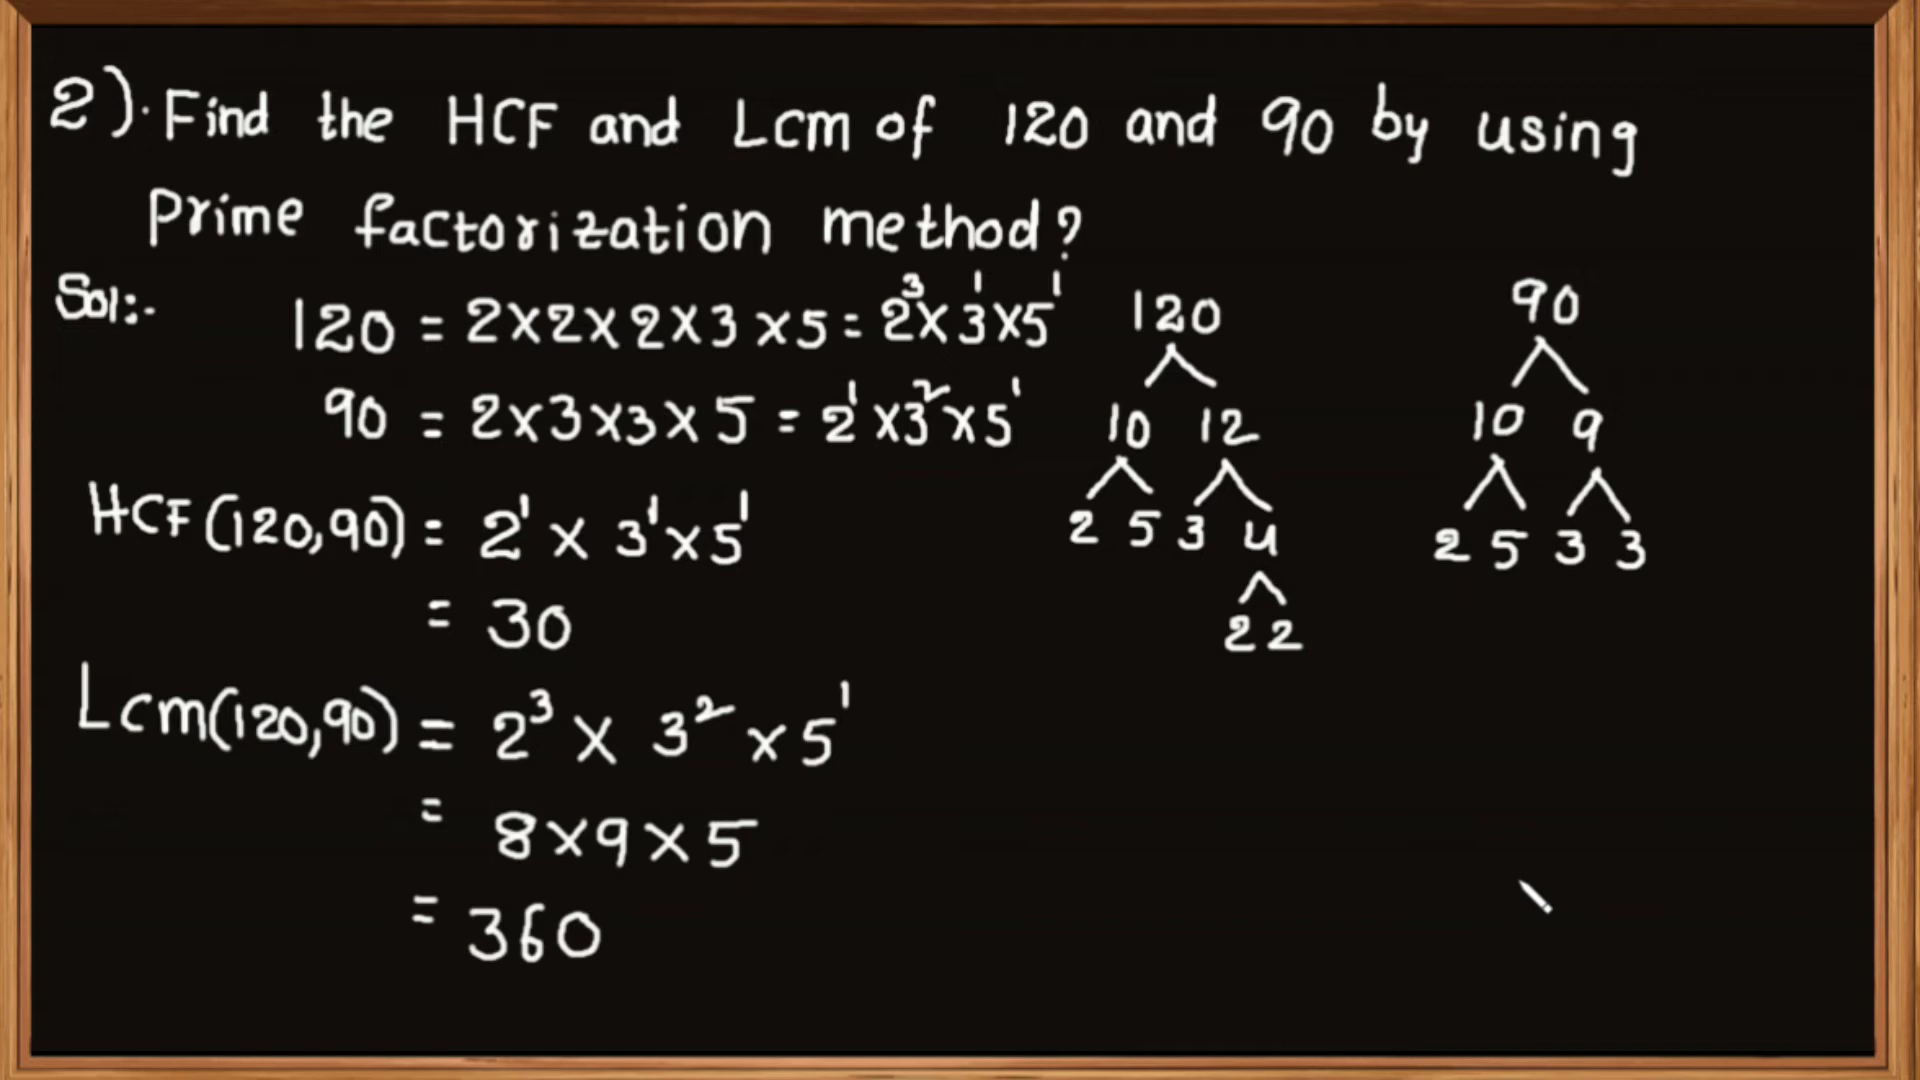 2). Find the HCF and Lcm of 120 and 90 by using
Prime factorization method?
Sol:-
120 = 2×2×2×3×5 = 2³×3¹×5¹
90 = 2×3×3×5 = 2¹×3²×5¹
HCF(120,90) = 2¹ × 3¹×5¹
= 30
Lcm(120,90) = 2³ × 3² ×5¹
= 8×9×5
= 360
120
10 12
2 5 3 4
2 2
90
10 9
2 5 3 3